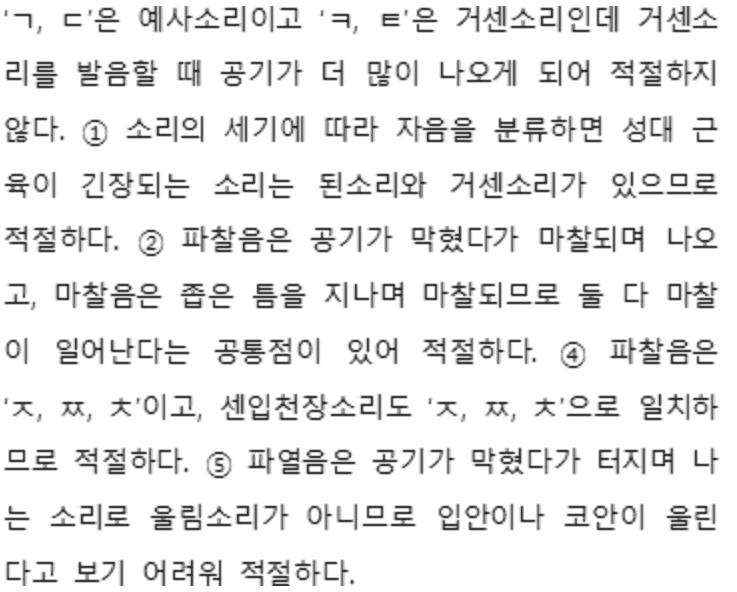 ‘ㄱ, ㄷ’은 예사소리이고 ‘ㅋ, ㅌ’은 거센소리인데 거센소
리를 발음할 때 공기가 더 많이 나오게 되어 적절하지
않다. ① 소리의 세기에 따라 자음을 분류하면 성대 근
육이 긴장되는 소리는 된소리와 거센소리가 있으므로
적절하다. ② 파찰음은 공기가 막혔다가 마찰되며 나오
고, 마찰음은 좁은 틈을 지나며 마찰되므로 둘 다 마찰
이 일어난다는 공통점이 있어 적절하다. ④ 파찰음은
‘ㅈ, ㅉ, ㅊ’이고, 센입천장소리도 ‘ㅈ, ㅉ, ㅊ’으로 일치하
므로 적절하다. ⑤ 파열음은 공기가 막혔다가 터지며 나
는 소리로 울림소리가 아니므로 입안이나 코안이 울린
다고 보기 어려워 적절하다.